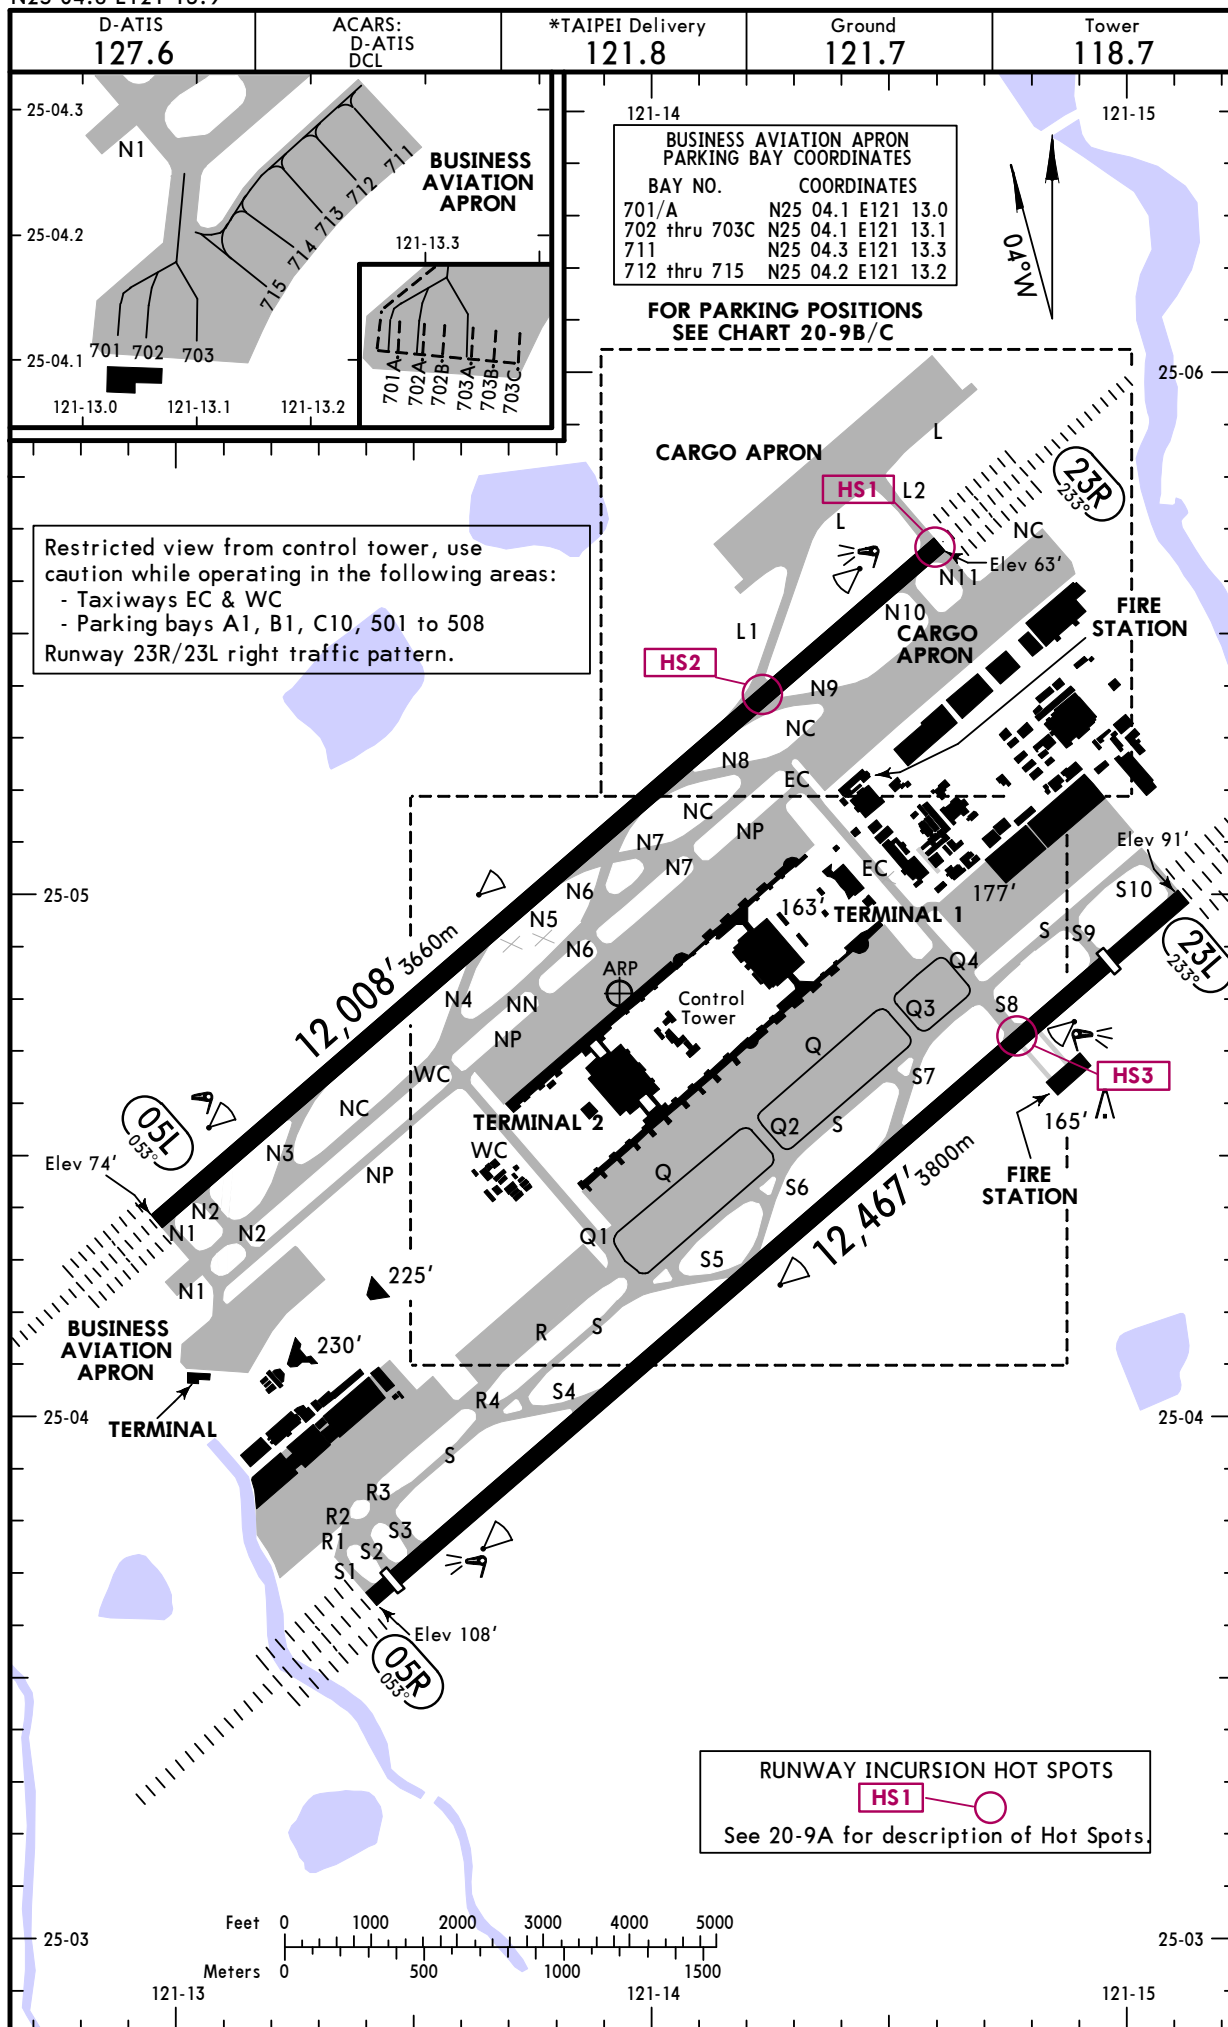 D-ATIS
127.6
ACARS:
D-ATIS
DCL
*TAIPEI Delivery
121.8
Ground
121.7
Tower
118.7
25-04.3
25-04.2
25-04.1
N1
BUSINESS
AVIATION
APRON
711
712
713
714
715
701
702
703
121-13.0
121-13.1
121-13.2
121-13.3
701A
702A
702B
703A
703B
703C
121-14
121-15
BUSINESS AVIATION APRON
PARKING BAY COORDINATES
BAY NO. COORDINATES
701/A N25 04.1 E121 13.0
702 thru 703C N25 04.1 E121 13.1
711 N25 04.3 E121 13.3
712 thru 715 N25 04.2 E121 13.2
04°W
FOR PARKING POSITIONS
SEE CHART 20-9B/C
25-06
CARGO APRON
L
HS1
L2
L
23R
233°
NC
Elev 63'
N11
Restricted view from control tower, use
caution while operating in the following areas:
- Taxiways EC & WC
- Parking bays A1, B1, C10, 501 to 508
Runway 23R/23L right traffic pattern.
N10
CARGO
APRON
FIRE
STATION
L1
HS2
N9
NC
N8
EC
NC
NP
N7
N7
EC
Elev 91'
25-05
N6
N5
N6
163'
TERMINAL 1
177'
S10
S
S9
23L
233°
12,008' 3660m
ARP
Control
Tower
Q4
Q3
S8
N4
NN
NP
WC
Q
HS3
S7
NC
TERMINAL 2
Q2
S
165'
05L
053°
N3
WC
Elev 74'
NP
Q
S6
FIRE
STATION
N2
N1
N2
Q1
12,467' 3800m
S5
N1
225'
BUSINESS
AVIATION
APRON
230'
R
S
TERMINAL
25-04
25-04
R4
S4
S
R3
R2
R1
S3
S2
S1
Elev 108'
05R
053°
RUNWAY INCURSION HOT SPOTS
HS1
See 20-9A for description of Hot Spots.
Feet 0 1000 2000 3000 4000 5000
Meters 0 500 1000 1500
25-03
25-03
121-13
121-14
121-15